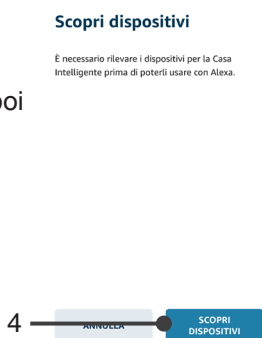 Scopri dispositivi
È necessario rilevare i dispositivi per la Casa
Intelligente prima di poterli usare con Alexa.
poi
4
ANNULLA
SCOPRI
DISPOSITIVI